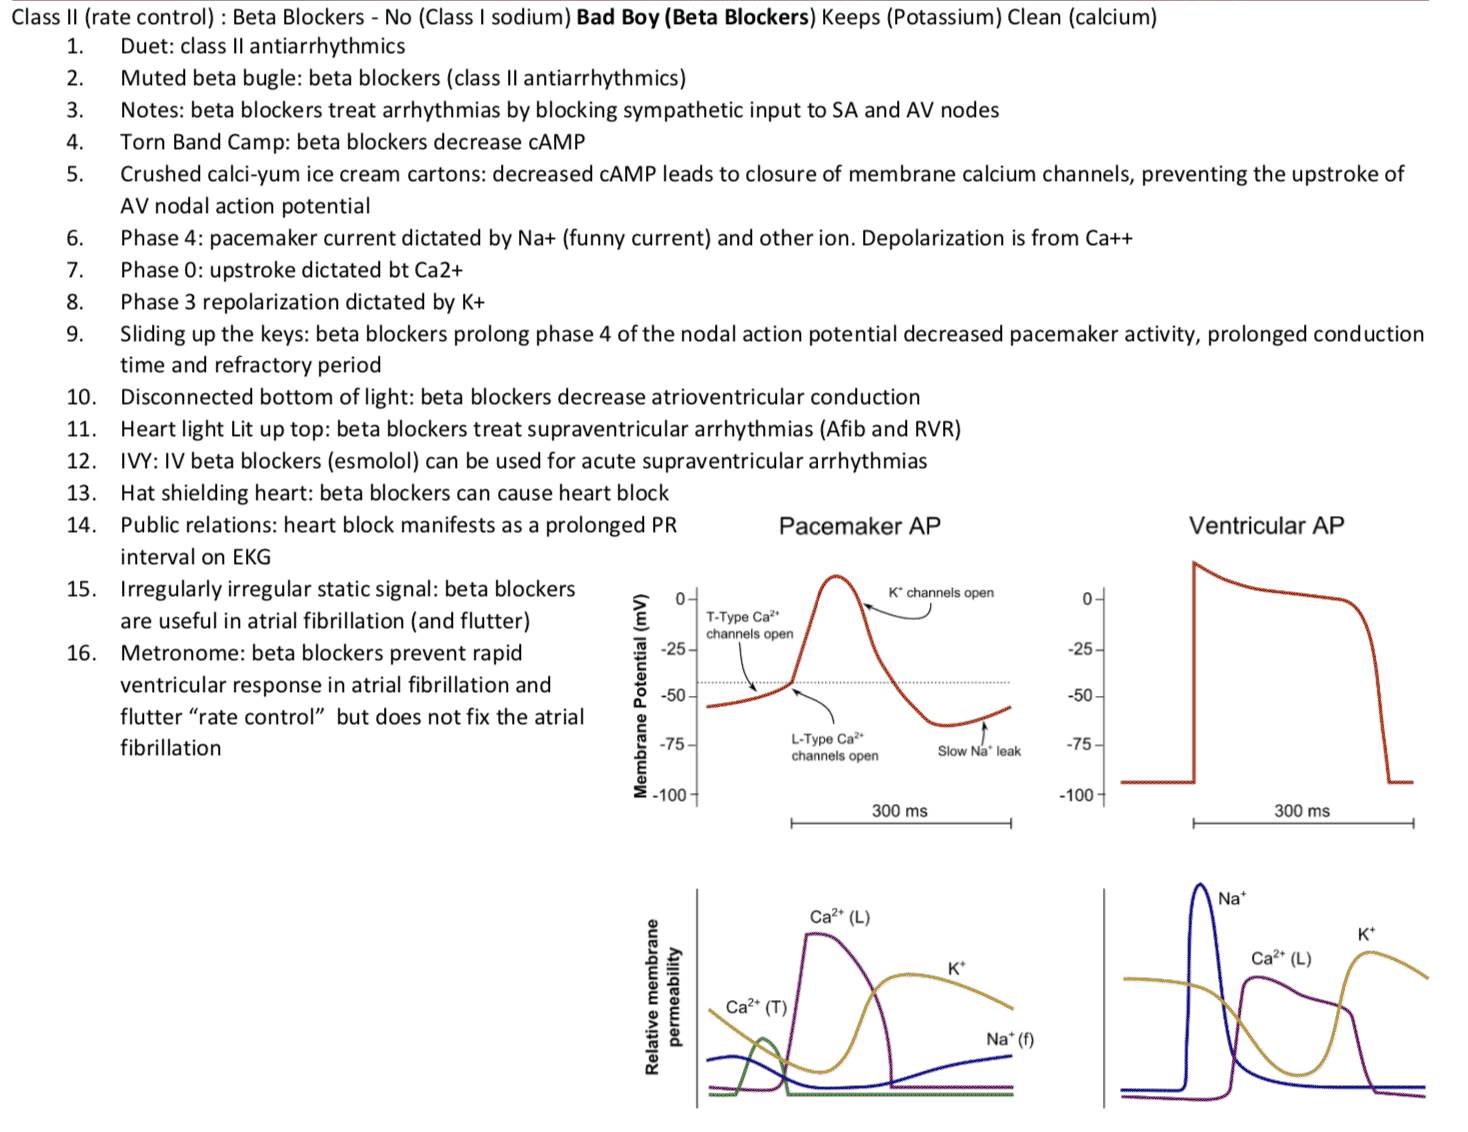 Class II (rate control) : Beta Blockers - No (Class I sodium) Bad Boy (Beta Blockers) Keeps (Potassium) Clean (calcium)
1. Duet: class II antiarrhythmics
2. Muted beta bugle: beta blockers (class II antiarrhythmics)
3. Notes: beta blockers treat arrhythmias by blocking sympathetic input to SA and AV nodes
4. Torn Band Camp: beta blockers decrease cAMP
5. Crushed calci-yum ice cream cartons: decreased cAMP leads to closure of membrane calcium channels, preventing the upstroke of
AV nodal action potential
6. Phase 4: pacemaker current dictated by Na+ (funny current) and other ion. Depolarization is from Ca++
7. Phase 0: upstroke dictated bt Ca2+
8. Phase 3 repolarization dictated by K+
9. Sliding up the keys: beta blockers prolong phase 4 of the nodal action potential decreased pacemaker activity, prolonged conduction
time and refractory period
10. Disconnected bottom of light: beta blockers decrease atrioventricular conduction
11. Heart light Lit up top: beta blockers treat supraventricular arrhythmias (Afib and RVR)
12. IVY: IV beta blockers (esmolol) can be used for acute supraventricular arrhythmias
13. Hat shielding heart: beta blockers can cause heart block
14. Public relations: heart block manifests as a prolonged PR
interval on EKG
15. Irregularly irregular static signal: beta blockers
are useful in atrial fibrillation (and flutter)
16. Metronome: beta blockers prevent rapid
ventricular response in atrial fibrillation and
flutter “rate control” but does not fix the atrial
fibrillation
Pacemaker AP
Membrane Potential (mV)
0
-25
-50
-75
-100
T-Type Ca²⁺
channels open
K⁺ channels open
L-Type Ca²⁺
channels open
Slow Na⁺ leak
300 ms
Ventricular AP
0
-25
-50
-75
-100
300 ms
Relative membrane
permeability
Ca²⁺ (L)
K⁺
Ca²⁺ (T)
Na⁺ (f)
Na⁺
K⁺
Ca²⁺ (L)